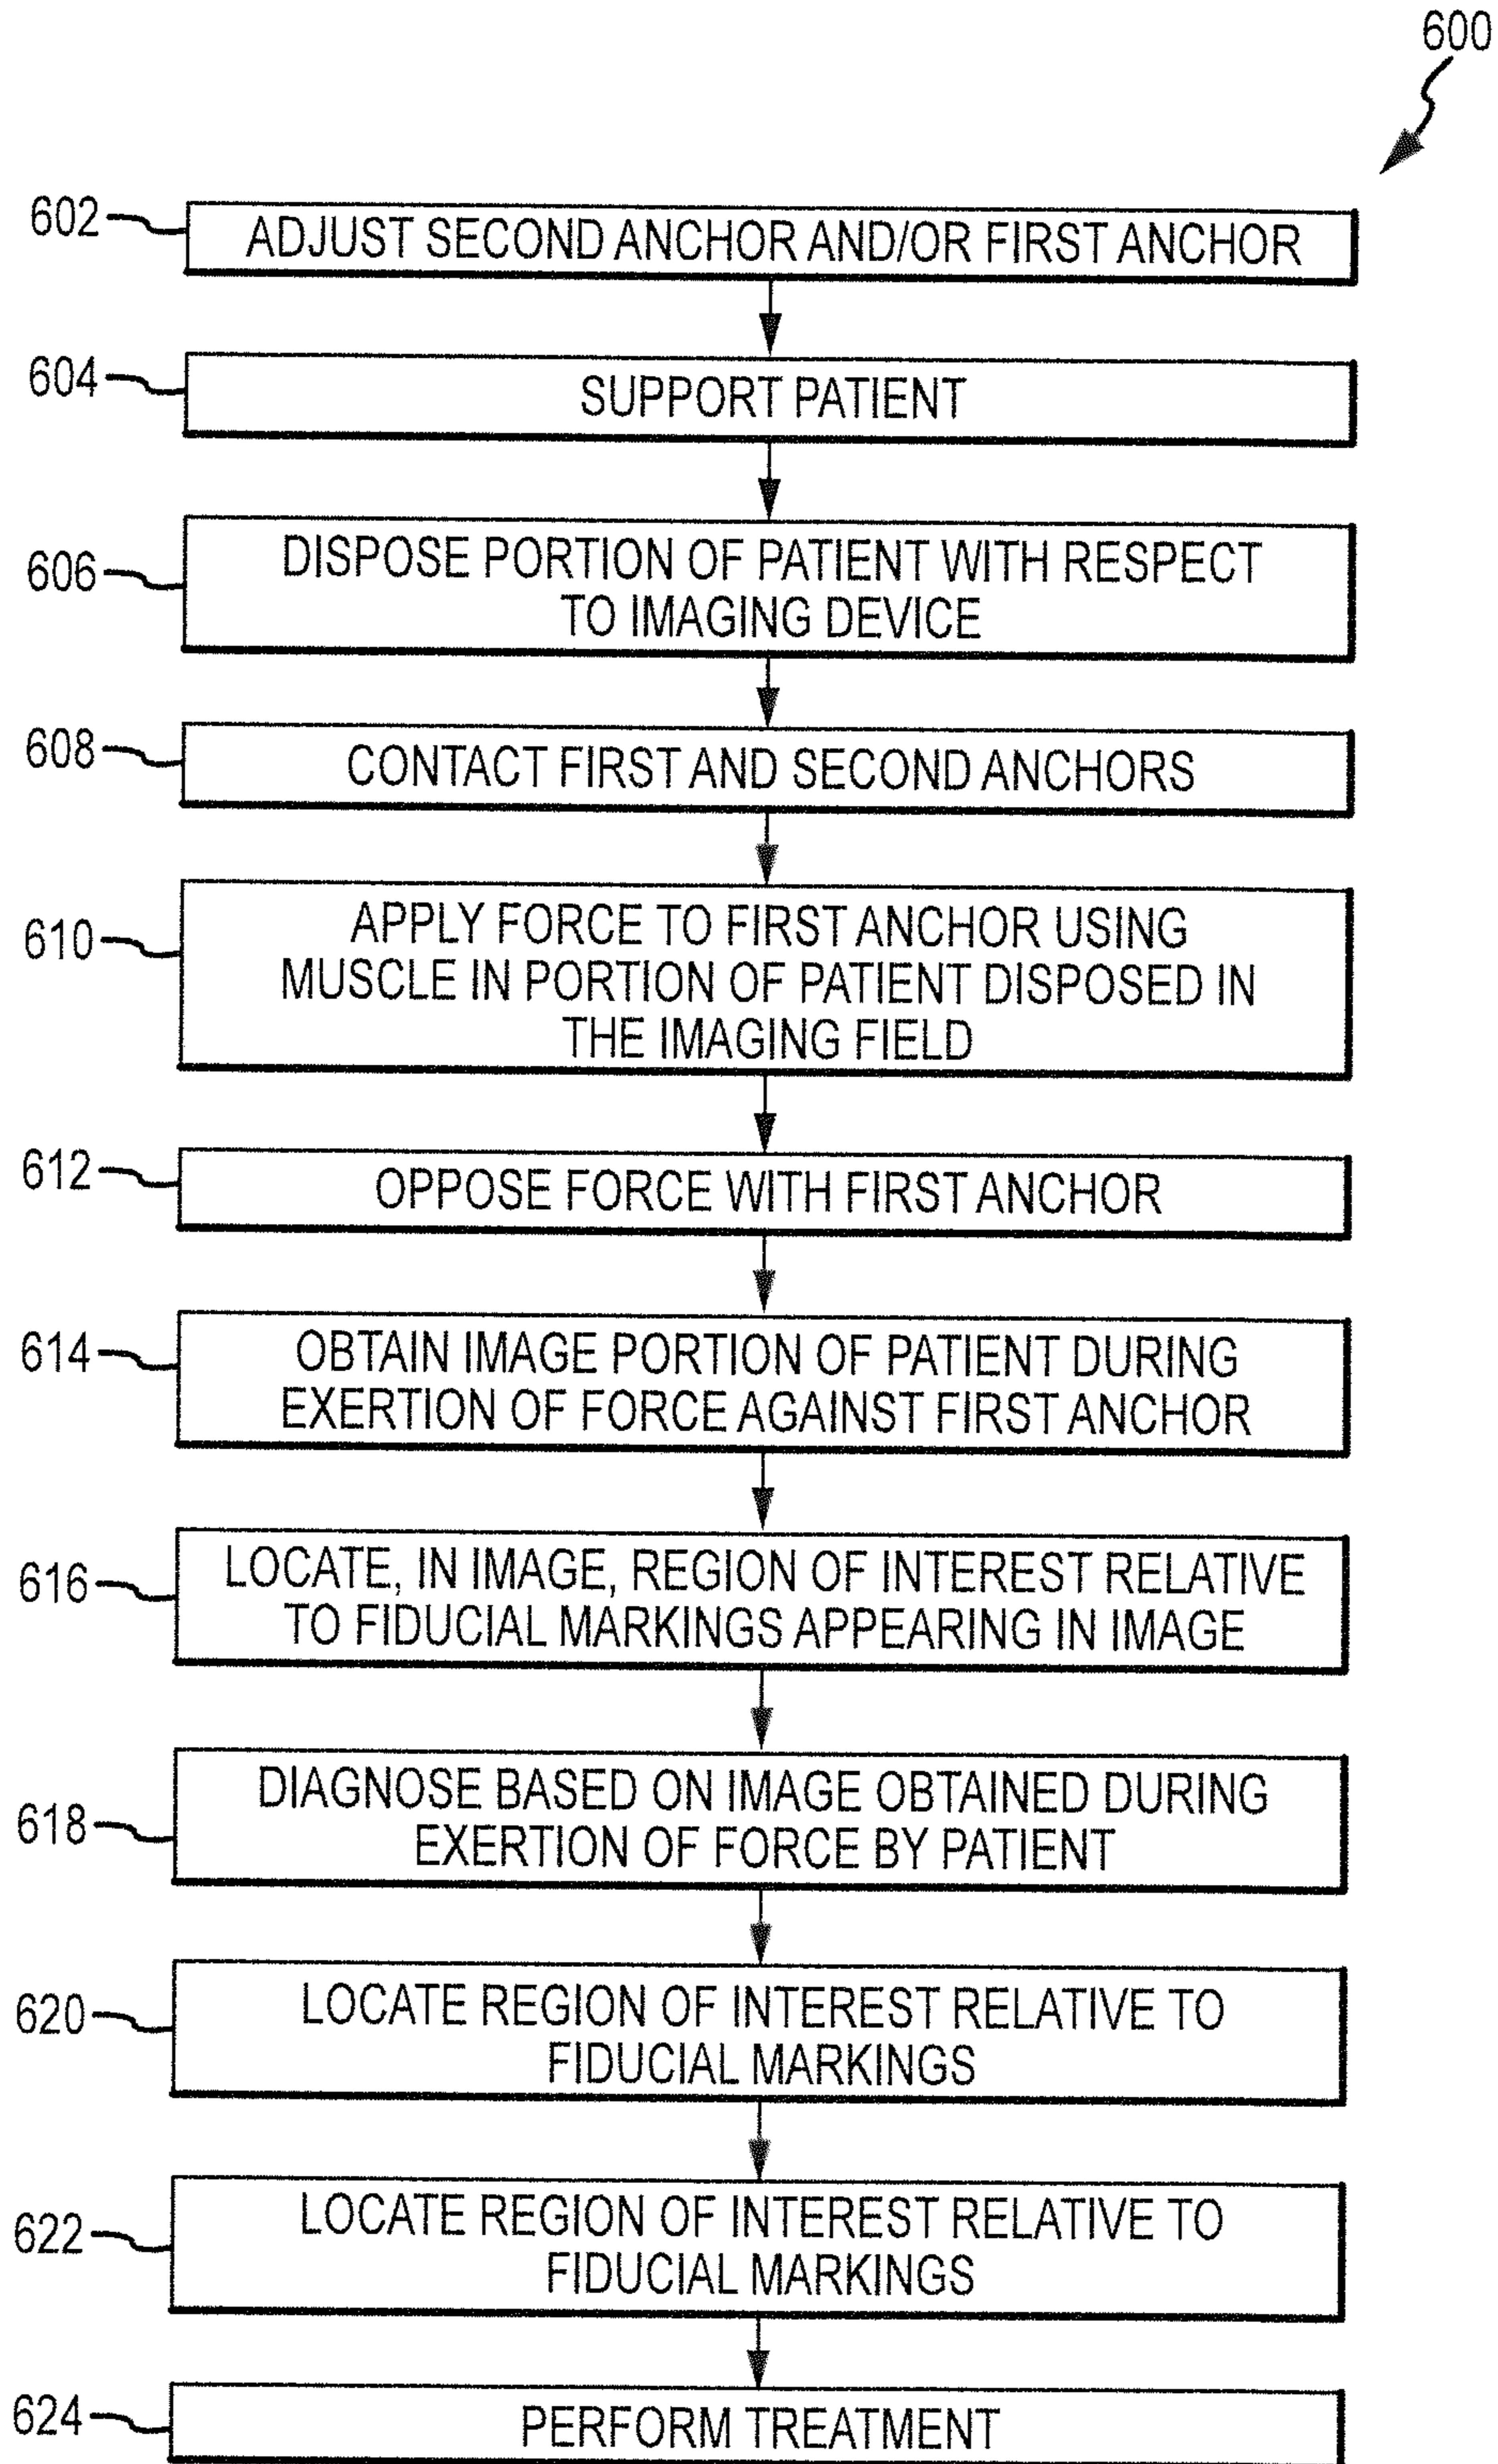 600
602
ADJUST SECOND ANCHOR AND/OR FIRST ANCHOR
604
SUPPORT PATIENT
606
DISPOSE PORTION OF PATIENT WITH RESPECT
TO IMAGING DEVICE
608
CONTACT FIRST AND SECOND ANCHORS
610
APPLY FORCE TO FIRST ANCHOR USING
MUSCLE IN PORTION OF PATIENT DISPOSED IN
THE IMAGING FIELD
612
OPPOSE FORCE WITH FIRST ANCHOR
614
OBTAIN IMAGE PORTION OF PATIENT DURING
EXERTION OF FORCE AGAINST FIRST ANCHOR
616
LOCATE, IN IMAGE, REGION OF INTEREST RELATIVE
TO FIDUCIAL MARKINGS APPEARING IN IMAGE
618
DIAGNOSE BASED ON IMAGE OBTAINED DURING
EXERTION OF FORCE BY PATIENT
620
LOCATE REGION OF INTEREST RELATIVE TO
FIDUCIAL MARKINGS
622
LOCATE REGION OF INTEREST RELATIVE TO
FIDUCIAL MARKINGS
624
PERFORM TREATMENT